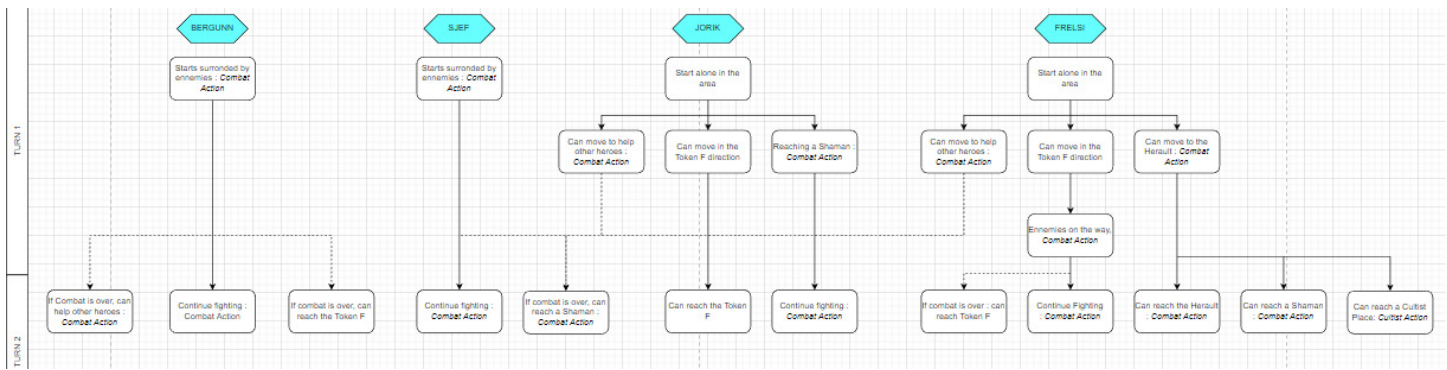 BERGUNN
SJEF
JORIK
FRELSI
TURN 1
Starts surronded by
ennemies : Combat
Action
Starts surronded by
ennemies : Combat
Action
Start alone in the
area
Start alone in the
area
Can move to help
other heroes :
Combat Action
Can move in the
Token F direction
Reaching a Shaman :
Combat Action
Can move to help
other heroes :
Combat Action
Can move in the
Token F direction
Can move to the
Herault : Combat
Action
Ennemies on the way,
Combat Action
TURN 2
If Combat is over, can
help other heroes :
Combat Action
Continue fighting :
Combat Action
If combat is over, can
reach the Token F
Continue fighting :
Combat Action
If combat is over, can
reach a Shaman :
Combat Action
Can reach the Token
F
Continue fighting :
Combat Action
If combat is over : can
reach Token F
Continue Fighting
: Combat Action
Can reach the Herault
: Combat Action
Can reach a Shaman
: Combat Action
Can reach a Cultist
Place: Cultist Action